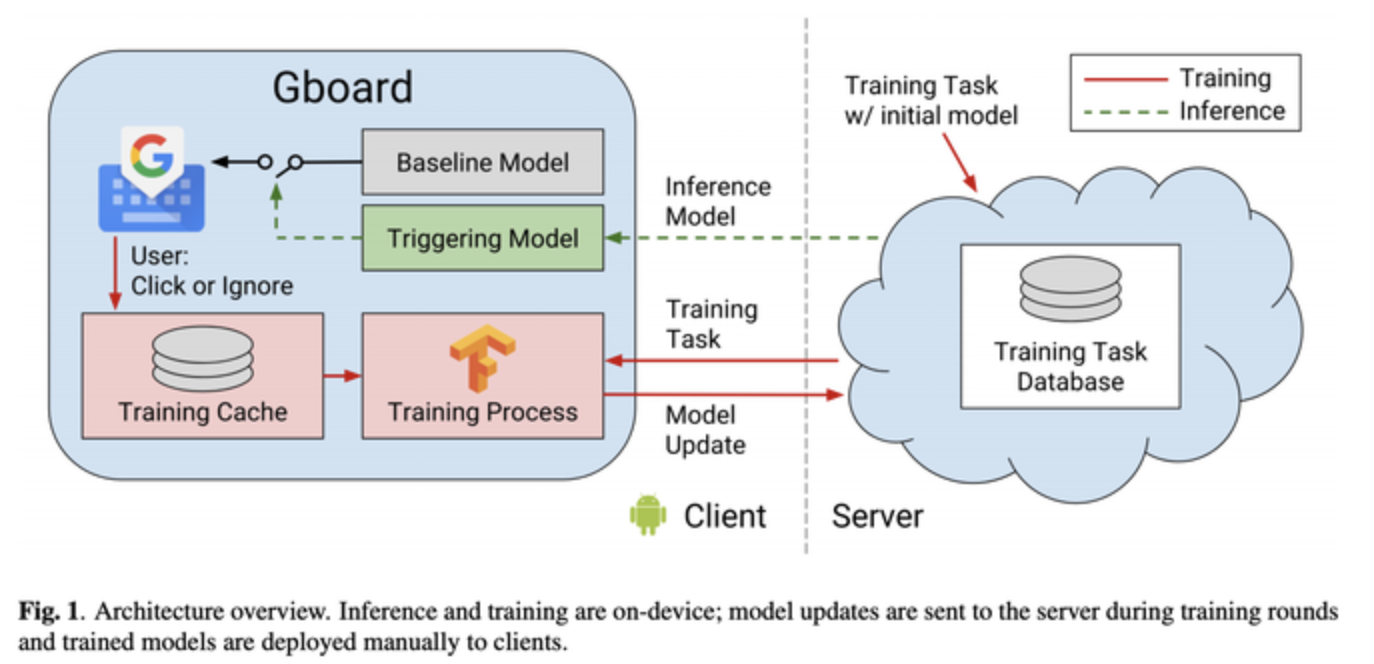 Gboard
Baseline Model
Triggering Model
User:
Click or Ignore
Training Cache
Training Process
Inference
Model
Training
Task
Model
Update
Training Task
w/ initial model
Training
Inference
Training Task
Database
Client
Server
Fig. 1. Architecture overview. Inference and training are on-device; model updates are sent to the server during training rounds
and trained models are deployed manually to clients.